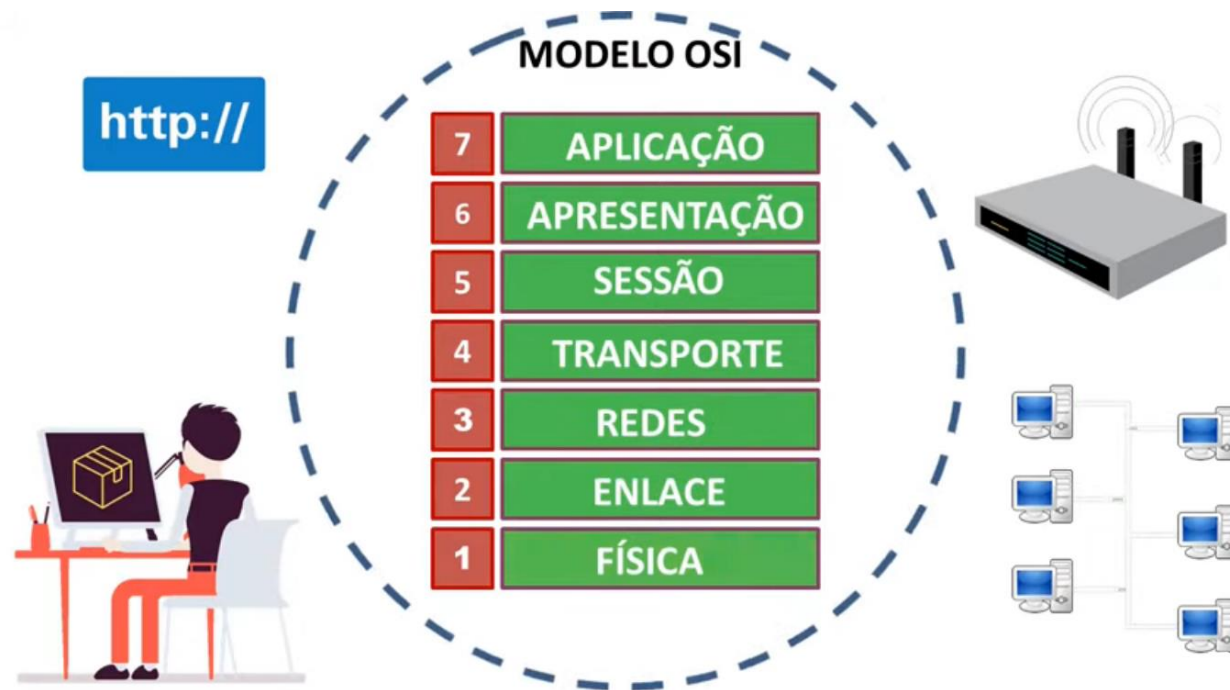 MODELO OSI
http://
7 APLICAÇÃO
6 APRESENTAÇÃO
5 SESSÃO
4 TRANSPORTE
3 REDES
2 ENLACE
1 FÍSICA